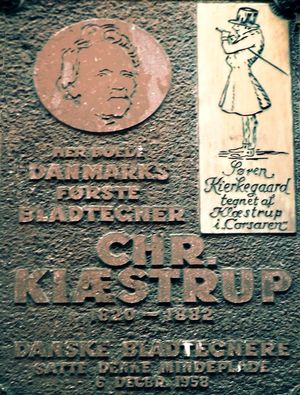 HER BOEDE
DANMARKS
FØRSTE
BLADTEGNER
Søren
Kierkegaard
tegnet af
Klæstrup
i Corsaren
CHR.
KLÆSTRUP
1820 – 1882
DANSKE BLADTEGNERE
SATTE DENNE MINDEPLADE
6 DECBR 1958